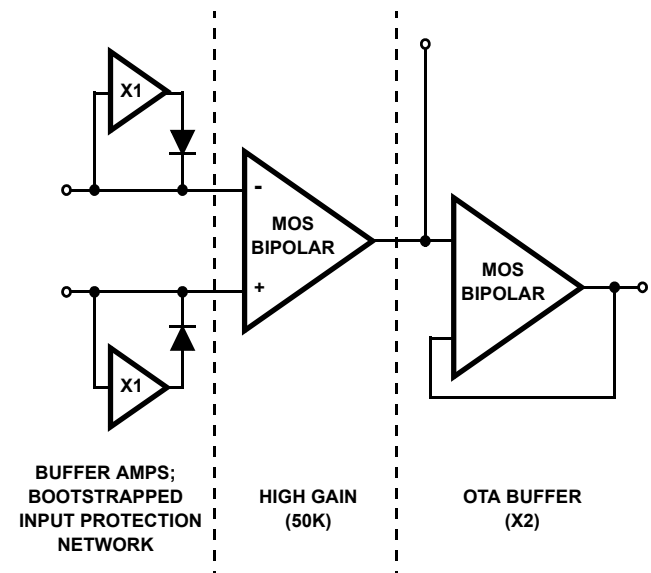 X1
-
MOS
BIPOLAR
+
X1
MOS
BIPOLAR
BUFFER AMPS;
BOOTSTRAPPED
INPUT PROTECTION
NETWORK
HIGH GAIN
(50K)
OTA BUFFER
(X2)